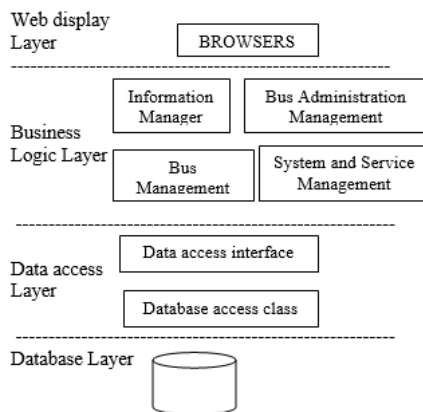 Web display
Layer
BROWSERS
Information
Manager
Bus Administration
Management
Business
Logic Layer
Bus
Management
System and Service
Management
Data access interface
Data access
Layer
Database access class
Database Layer